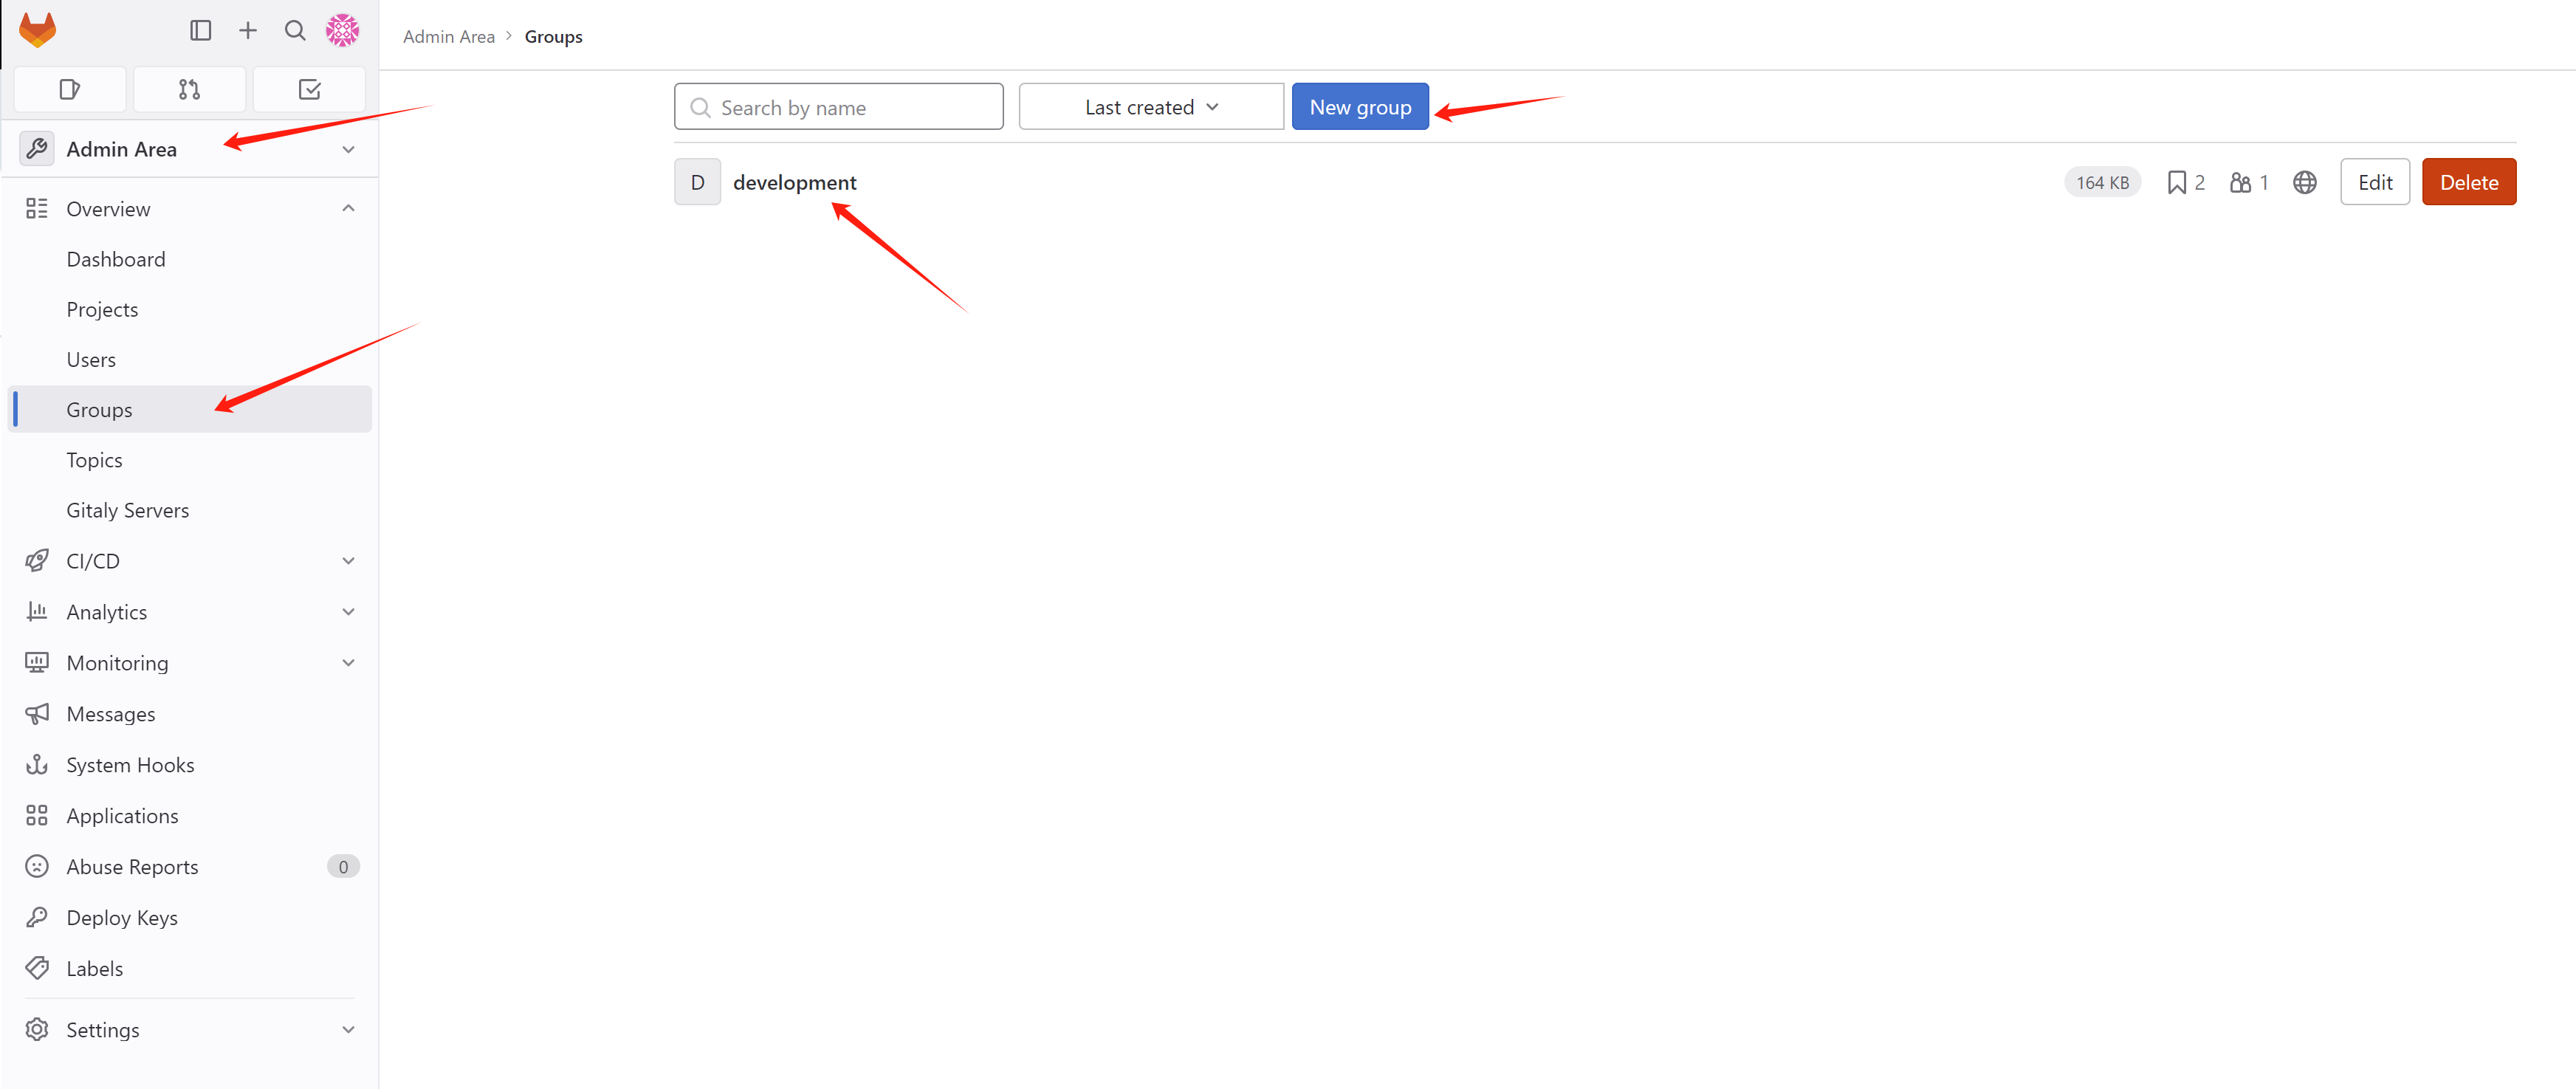 Admin Area > Groups
Admin Area
Overview
Dashboard
Projects
Users
Groups
Topics
Gitaly Servers
CI/CD
Analytics
Monitoring
Messages
System Hooks
Applications
Abuse Reports 0
Deploy Keys
Labels
Settings
Search by name Last created New group
D development 164 KB 2 1 Edit Delete